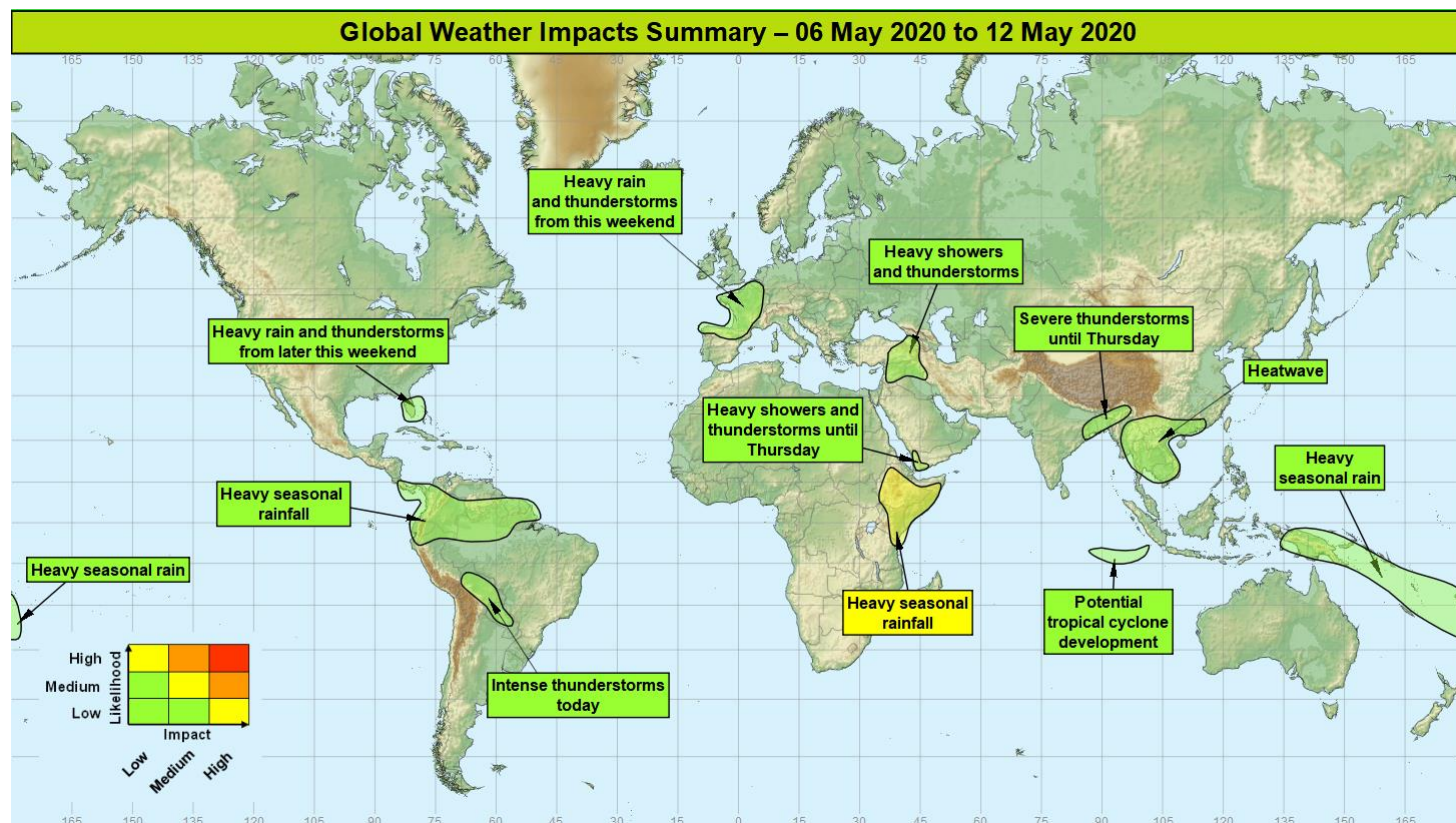 Global Weather Impacts Summary – 06 May 2020 to 12 May 2020
165 150 135 120 105 90 75 60 45 30 15 0 15 30 45 60 75 90 105 120 135 150 165
Heavy rain
and thunderstorms
from this weekend
Heavy showers
and thunderstorms
Heavy rain and thunderstorms
from later this weekend
Severe thunderstorms
until Thursday
Heatwave
Heavy showers and
thunderstorms until
Thursday
Heavy
seasonal rain
Heavy seasonal
rainfall
Heavy seasonal rain
Heavy seasonal
rainfall
Potential
tropical cyclone
development
Intense thunderstorms
today
High
Medium
Low
Likelihood
Impact
Low
Medium
High
165 150 135 120 105 90 75 60 45 30 15 0 15 30 45 60 75 90 105 120 135 150 165